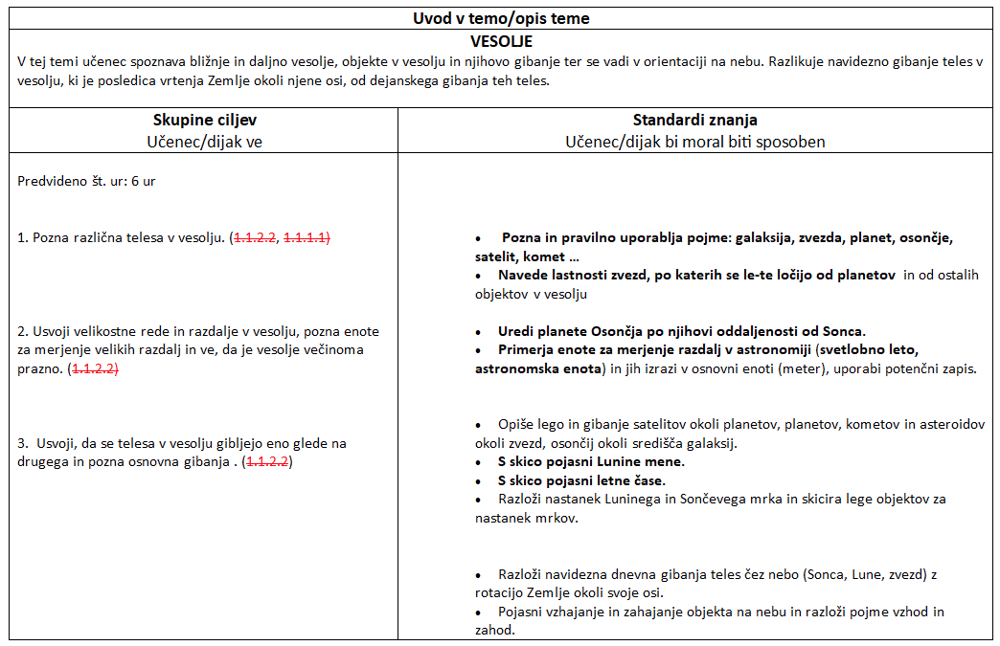 Uvod v temo/opis teme
VESOLJE
V tej temi učenec spoznava bližnje in daljno vesolje, objekte v vesolju in njihovo gibanje ter se vadi v orientaciji na nebu. Razlikuje navidezno gibanje teles v
vesolju, ki je posledica vrtenja Zemlje okoli njene osi, od dejanskega gibanja teh teles.
Skupine ciljev
Učenec/dijak ve
Standardi znanja
Učenec/dijak bi moral biti sposoben
Predvideno št. ur: 6 ur
1. Pozna različna telesa v vesolju. (1.1.2.2, 1.1.1.1)
• Pozna in pravilno uporablja pojme: galaksija, zvezda, planet, osončje,
satelit, komet ...
• Navede lastnosti zvezd, po katerih se le-te ločijo od planetov in od ostalih
objektov v vesolju
2. Usvoji velikostne rede in razdalje v vesolju, pozna enote
za merjenje velikih razdalj in ve, da je vesolje večinoma
prazno. (1.1.2.2)
• Uredi planete Osončja po njihovi oddaljenosti od Sonca.
• Primerja enote za merjenje razdalj v astronomiji (svetlobno leto,
astronomska enota) in jih izrazi v osnovni enoti (meter), uporabi potenčni zapis.
3. Usvoji, da se telesa v vesolju gibljejo eno glede na
drugega in pozna osnovna gibanja . (1.1.2.2)
• Opiše lego in gibanje satelitov okoli planetov, planetov, kometov in asteroidov
okoli zvezd, osončij okoli središča galaksij.
• S skico pojasni Lunine mene.
• S skico pojasni letne čase.
• Razloži nastanek Luninega in Sončevega mrka in skicira lege objektov za
nastanek mrkov.
• Razloži navidezna dnevna gibanja teles čez nebo (Sonca, Lune, zvezd) z
rotacijo Zemlje okoli svoje osi.
• Pojasni vzhajanje in zahajanje objekta na nebu in razloži pojme vzhod in
zahod.